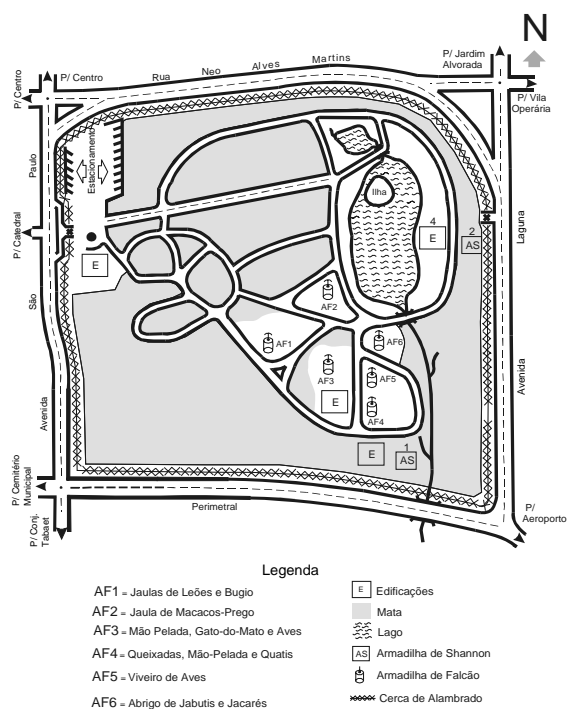 N
P/ Jardim
Alvorada
Rua Neo Alves Martins
P/ Centro
P/ Centro
P/ Vila
Operária
Paulo
Estacionamento
Ilha
4
E
2
AS
Laguna
P/ Catedral
E
São
AF2
AF1
AF6
AF3
AF5
E
AF4
Avenida
Avenida
E
1
AS
P/ Cemitério
Municipal
Perimetral
P/
Aeroporto
P/ Conj.
Tabaet
Legenda
AF1 = Jaulas de Leões e Bugio
AF2 = Jaula de Macacos-Prego
AF3 = Mão Pelada, Gato-do-Mato e Aves
AF4 = Queixadas, Mão-Pelada e Quatis
AF5 = Viveiro de Aves
AF6 = Abrigo de Jabutis e Jacarés
E Edificações
Mata
Lago
AS Armadilha de Shannon
Armadilha de Falcão
Cerca de Alambrado